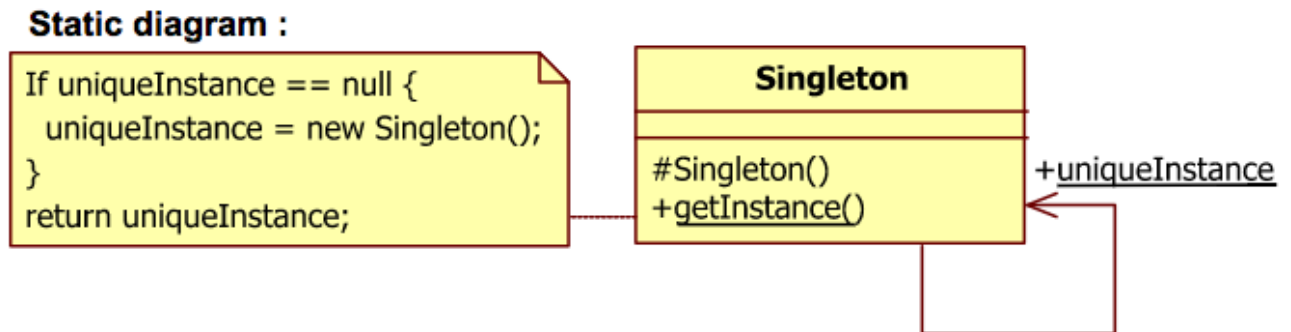 Static diagram :
If uniqueInstance == null {
uniqueInstance = new Singleton();
}
return uniqueInstance;
Singleton
#Singleton()
+getInstance()
+uniqueInstance